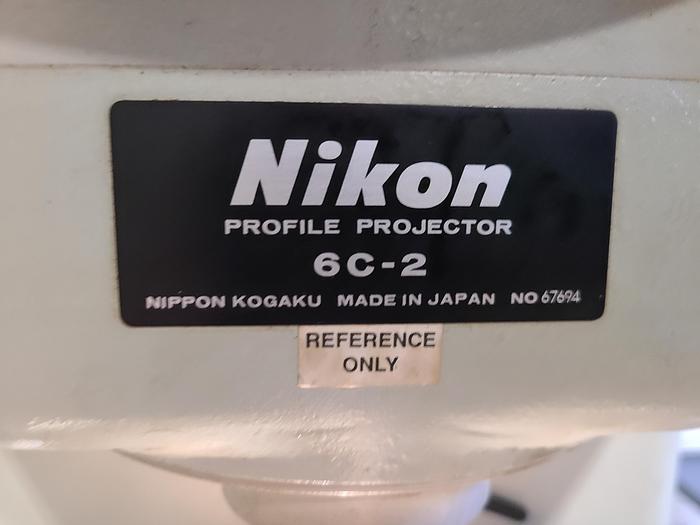 Nikon
PROFILE PROJECTOR
6C-2
NIPPON KOGAKU MADE IN JAPAN NO 67694
REFERENCE
ONLY